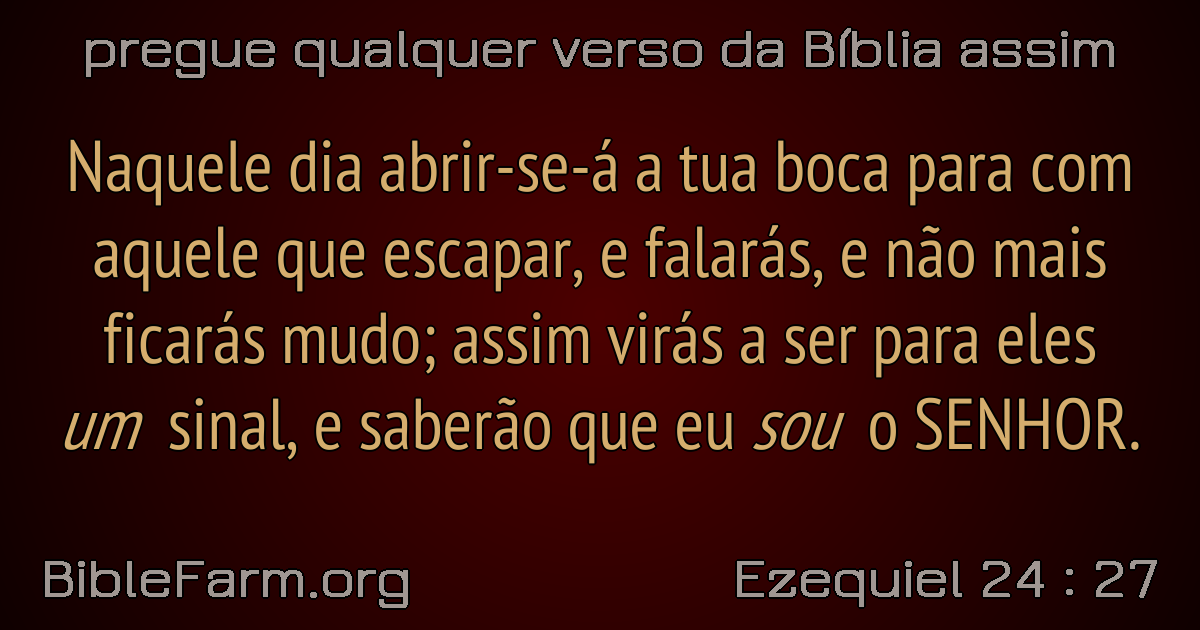 pregue qualquer verso da Bíblia assim
Naquele dia abrir-se-á a tua boca para com
aquele que escapar, e falarás, e não mais
ficarás mudo; assim virás a ser para eles
um sinal, e saberão que eu sou o SENHOR.
BibleFarm.org
Ezequiel 24 : 27